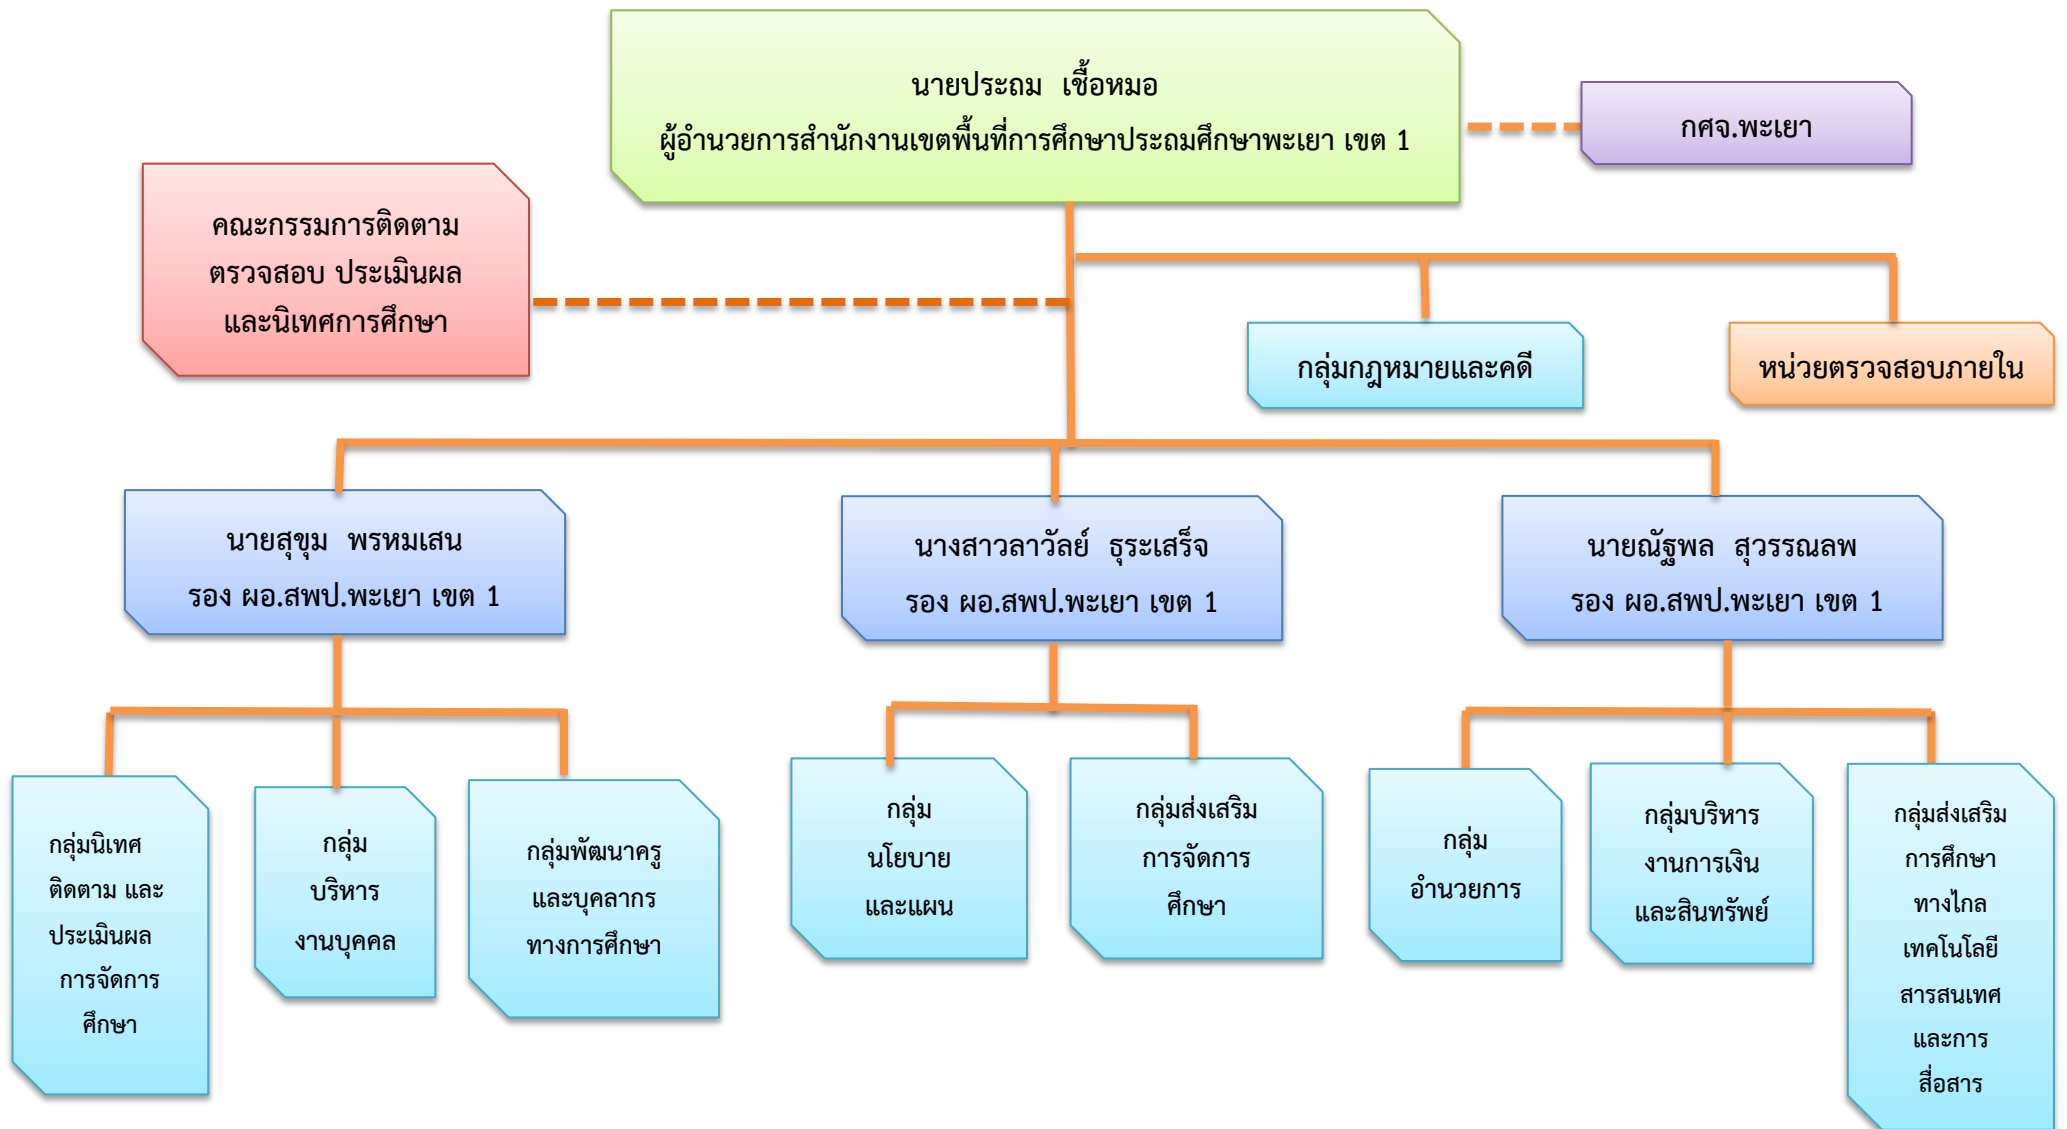 นายประถม เชื้อหมอ
ผู้อำนวยการสำนักงานเขตพื้นที่การศึกษาประถมศึกษาพะเยา เขต 1
กศจ.พะเยา
คณะกรรมการติดตาม
ตรวจสอบ ประเมินผล
และนิเทศการศึกษา
กลุ่มกฎหมายและคดี
หน่วยตรวจสอบภายใน
นายสุขุม พรหมเสน
รอง ผอ.สพป.พะเยา เขต 1
นางสาวลาวัลย์ ธุระเสร็จ
รอง ผอ.สพป.พะเยา เขต 1
นายณัฐพล สุวรรณลพ
รอง ผอ.สพป.พะเยา เขต 1
กลุ่มนิเทศ
ติดตาม และ
ประเมินผล
การจัดการ
ศึกษา
กลุ่ม
บริหาร
งานบุคคล
กลุ่มพัฒนาครู
และบุคลากร
ทางการศึกษา
กลุ่ม
นโยบาย
และแผน
กลุ่มส่งเสริม
การจัดการ
ศึกษา
กลุ่ม
อำนวยการ
กลุ่มบริหาร
งานการเงิน
และสินทรัพย์
กลุ่มส่งเสริม
การศึกษา
ทางไกล
เทคโนโลยี
สารสนเทศ
และการ
สื่อสาร